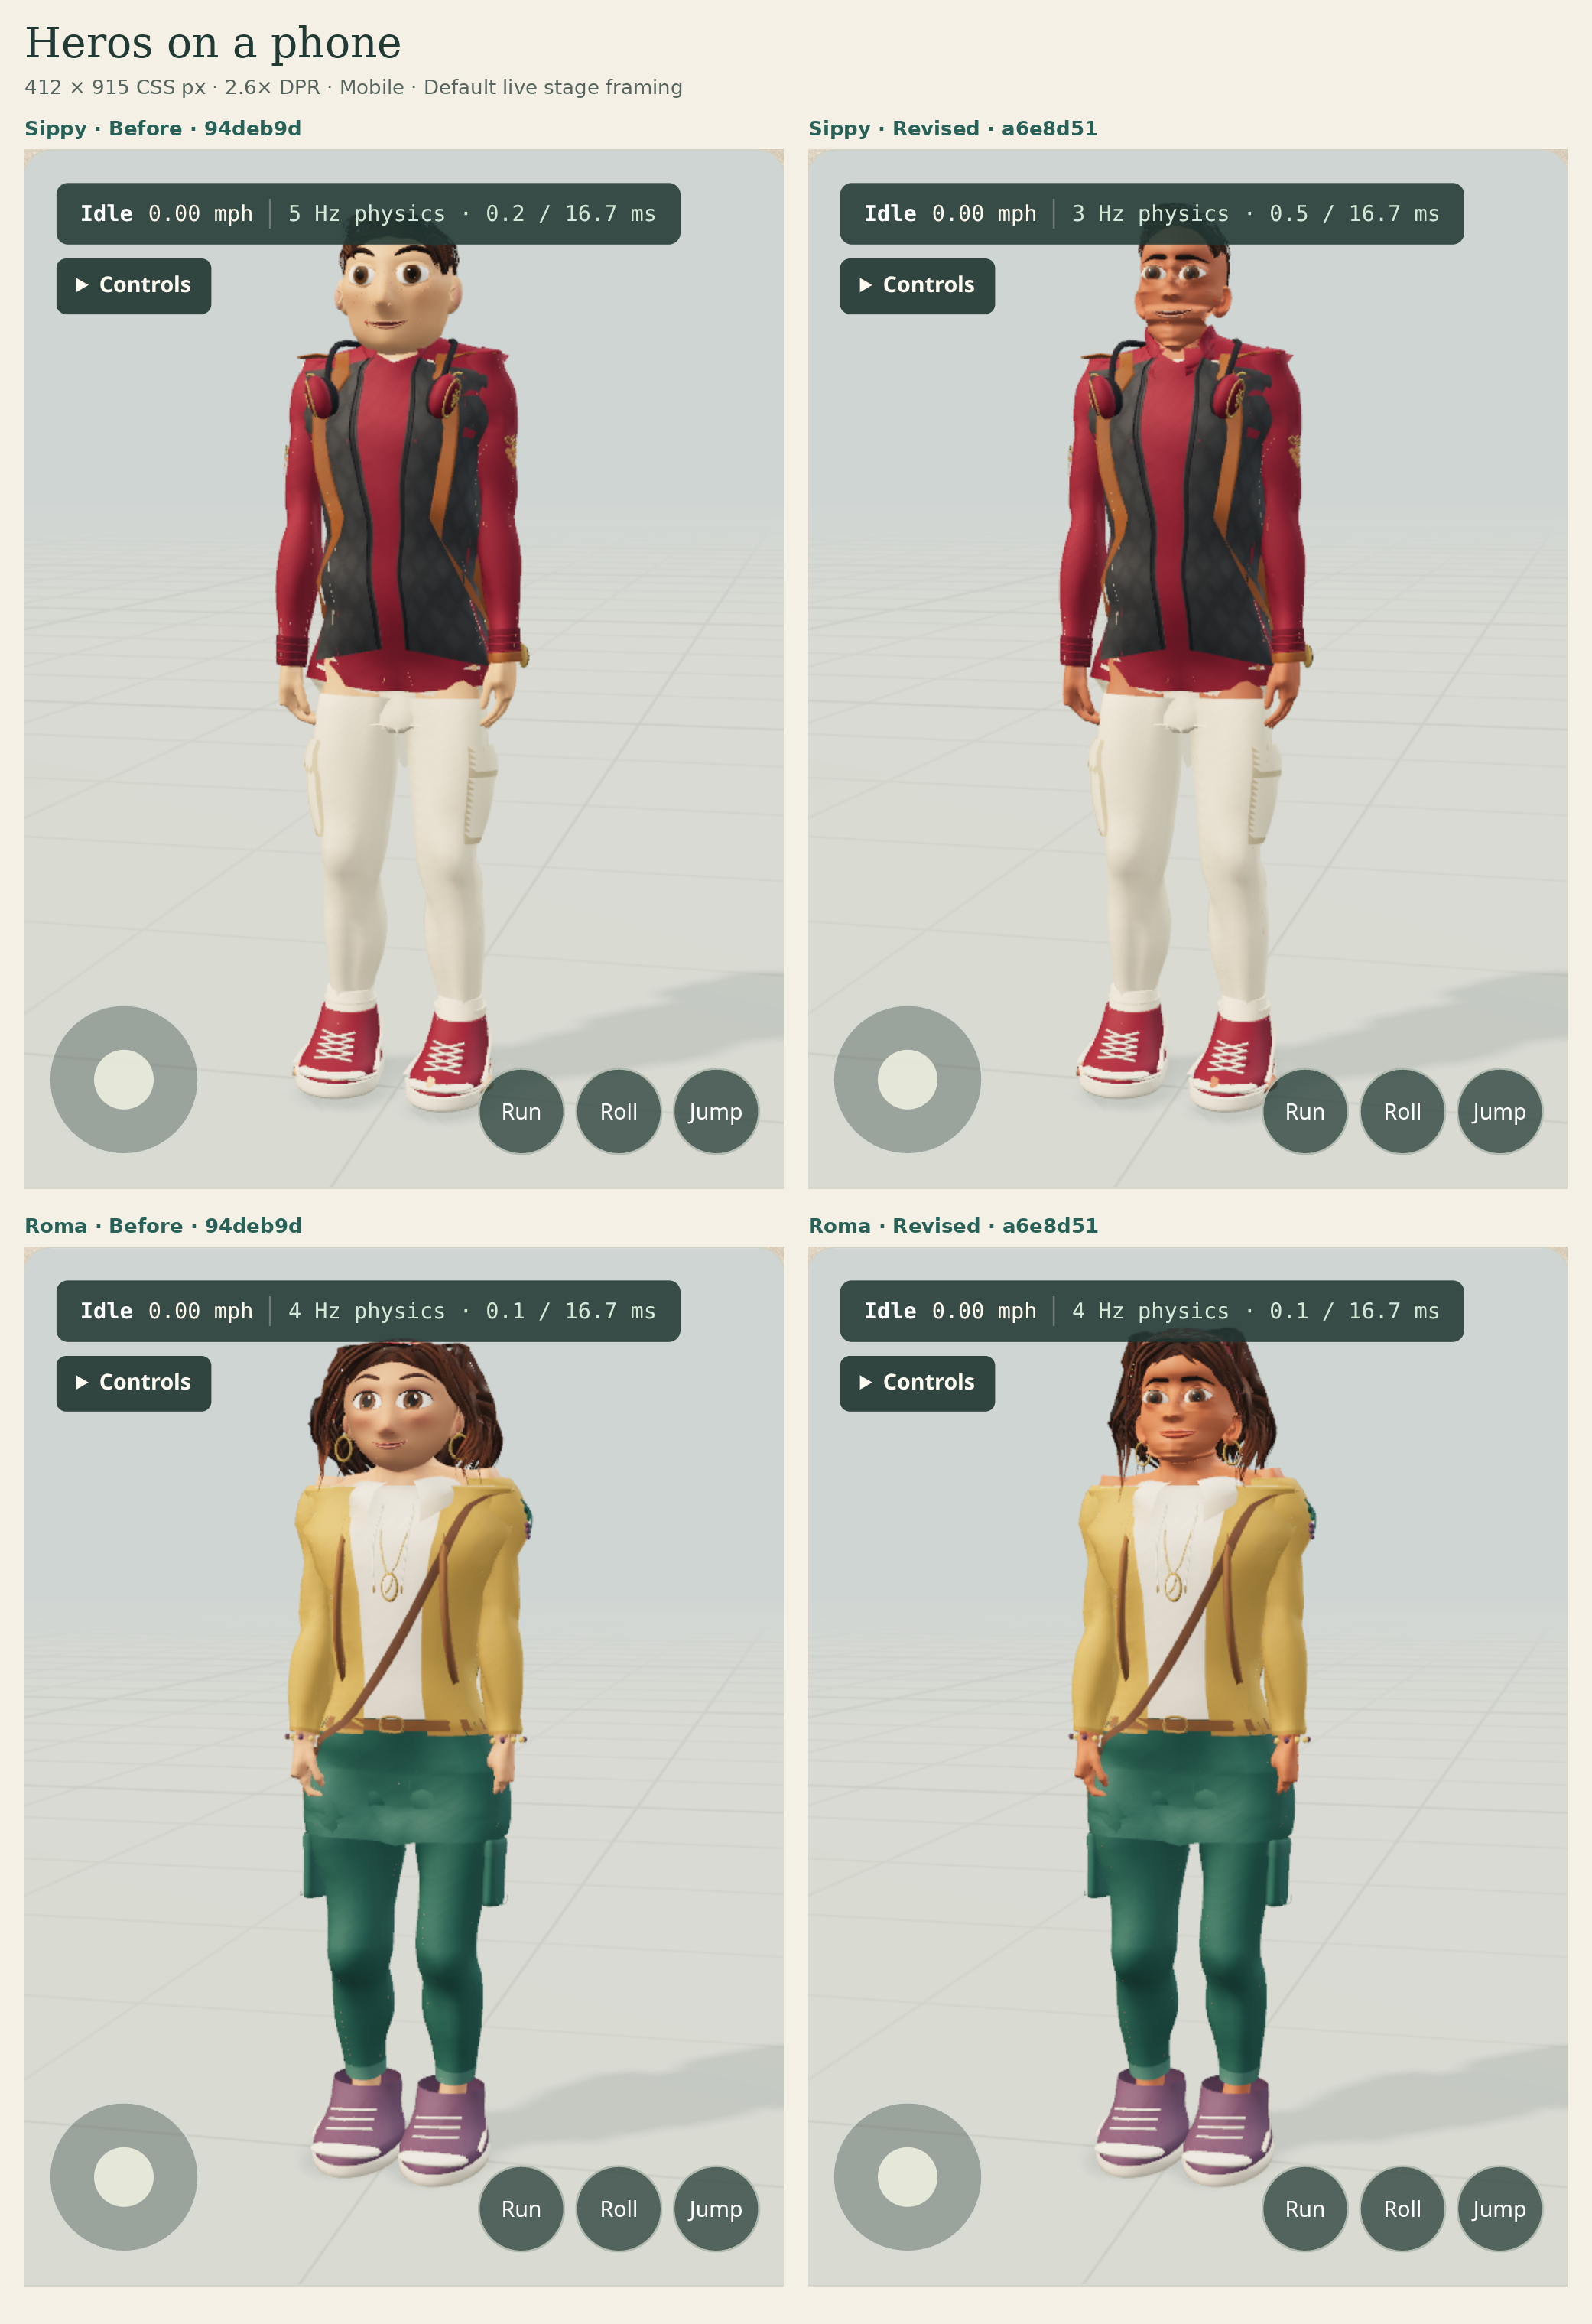 Heros on a phone
412 × 915 CSS px · 2.6× DPR · Mobile · Default live stage framing
Sippy · Before · 94deb9d
Sippy · Revised · a6e8d51
Idle 0.00 mph | 5 Hz physics · 0.2 / 16.7 ms
▶ Controls
Run Roll Jump
Idle 0.00 mph | 3 Hz physics · 0.5 / 16.7 ms
▶ Controls
Run Roll Jump
Roma · Before · 94deb9d
Roma · Revised · a6e8d51
Idle 0.00 mph | 4 Hz physics · 0.1 / 16.7 ms
▶ Controls
Run Roll Jump
Idle 0.00 mph | 4 Hz physics · 0.1 / 16.7 ms
▶ Controls
Run Roll Jump